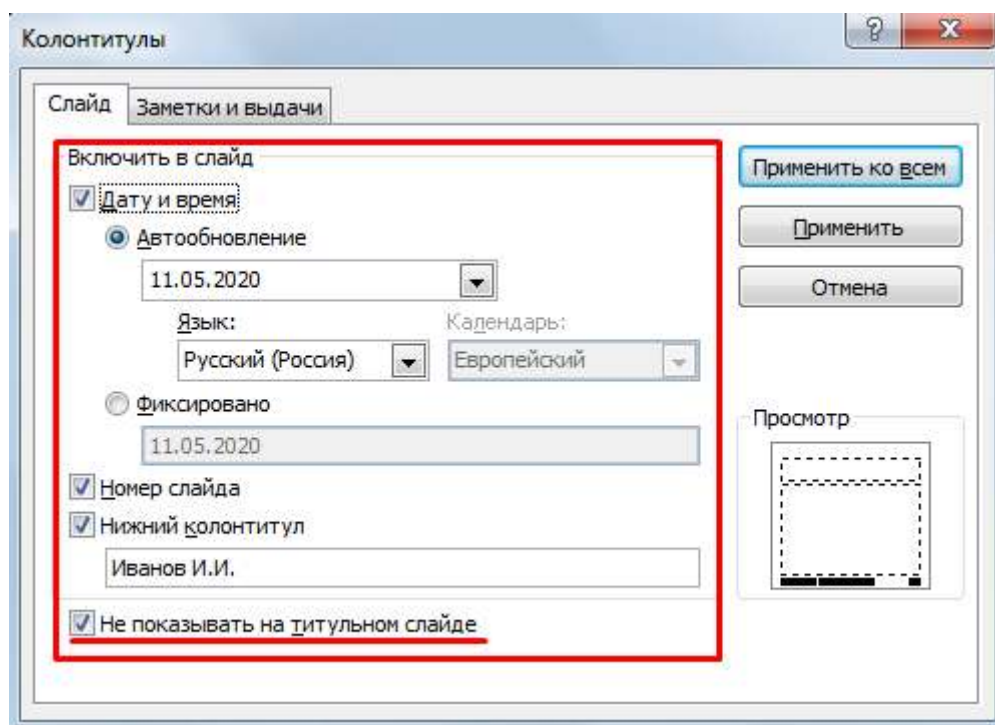 Колонтитулы
Слайд Заметки и выдачи
Включить в слайд
Дату и время
Автообновление
11.05.2020
Язык: Календарь:
Русский (Россия) Европейский
Фиксировано
11.05.2020
Номер слайда
Нижний колонтитул
Иванов И.И.
Не показывать на титульном слайде
Применить ко всем
Применить
Отмена
Просмотр